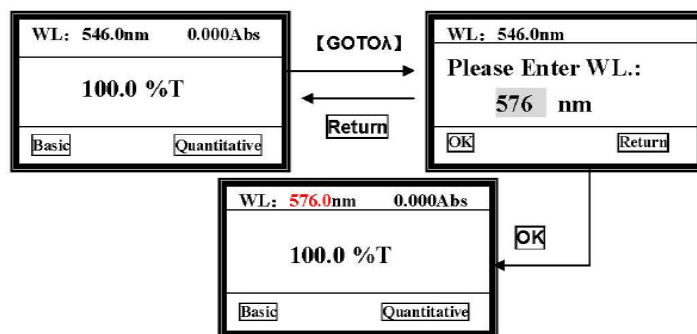 WL: 546.0nm 0.000Abs
100.0 %T
Basic Quantitative
【GOTOλ】
Return
WL: 546.0nm
Please Enter WL.:
576 nm
OK Return
OK
WL: 576.0nm 0.000Abs
100.0 %T
Basic Quantitative